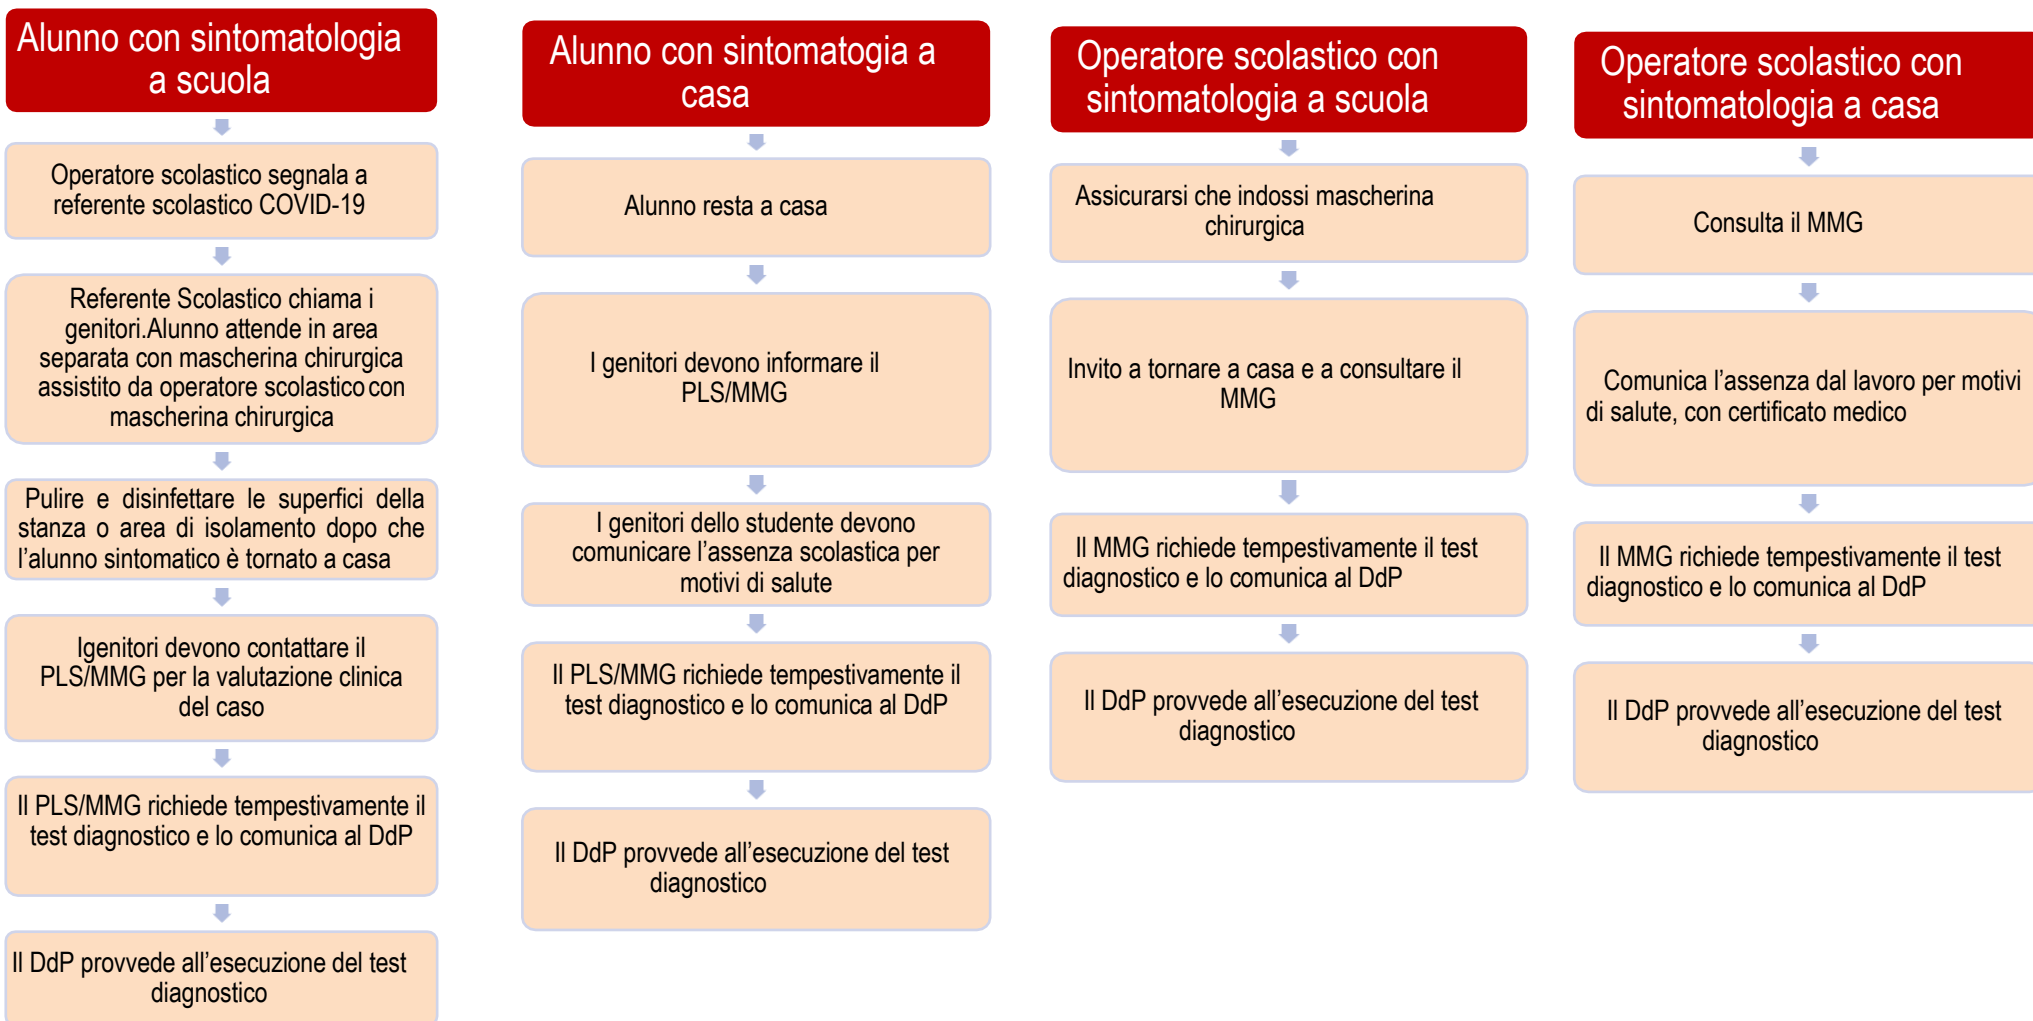 Alunno con sintomatologia
a scuola
Operatore scolastico segnala a
referente scolastico COVID-19
Referente Scolastico chiama i
genitori.Alunno attende in area
separata con mascherina chirurgica
assistito da operatore scolastico con
mascherina chirurgica
Pulire e disinfettare le superfici della
stanza o area di isolamento dopo che
l’alunno sintomatico è tornato a casa
Igenitori devono contattare il
PLS/MMG per la valutazione clinica
del caso
Il PLS/MMG richiede tempestivamente il
test diagnostico e lo comunica al DdP
Il DdP provvede all’esecuzione del test
diagnostico
Alunno con sintomatogia a
casa
Alunno resta a casa
I genitori devono informare il
PLS/MMG
I genitori dello studente devono
comunicare l’assenza scolastica per
motivi di salute
Il PLS/MMG richiede tempestivamente il
test diagnostico e lo comunica al DdP
Il DdP provvede all’esecuzione del test
diagnostico
Operatore scolastico con
sintomatologia a scuola
Assicurarsi che indossi mascherina
chirurgica
Invito a tornare a casa e a consultare il
MMG
Il MMG richiede tempestivamente il test
diagnostico e lo comunica al DdP
Il DdP provvede all’esecuzione del test
diagnostico
Operatore scolastico con
sintomatologia a casa
Consulta il MMG
Comunica l’assenza dal lavoro per motivi
di salute, con certificato medico
Il MMG richiede tempestivamente il test
diagnostico e lo comunica al DdP
Il DdP provvede all’esecuzione del test
diagnostico